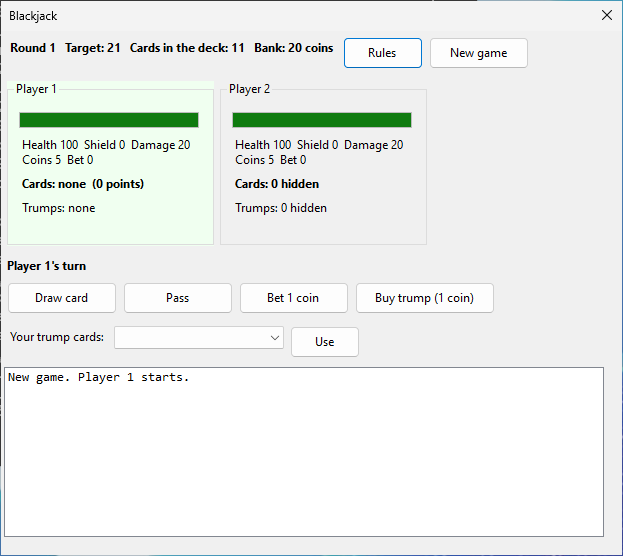 Blackjack
Round 1 Target: 21 Cards in the deck: 11 Bank: 20 coins Rules New game
Player 1
Health 100 Shield 0 Damage 20
Coins 5 Bet 0
Cards: none (0 points)
Trumps: none
Player 2
Health 100 Shield 0 Damage 20
Coins 5 Bet 0
Cards: 0 hidden
Trumps: 0 hidden
Player 1's turn
Draw card Pass Bet 1 coin Buy trump (1 coin)
Your trump cards: Use
New game. Player 1 starts.